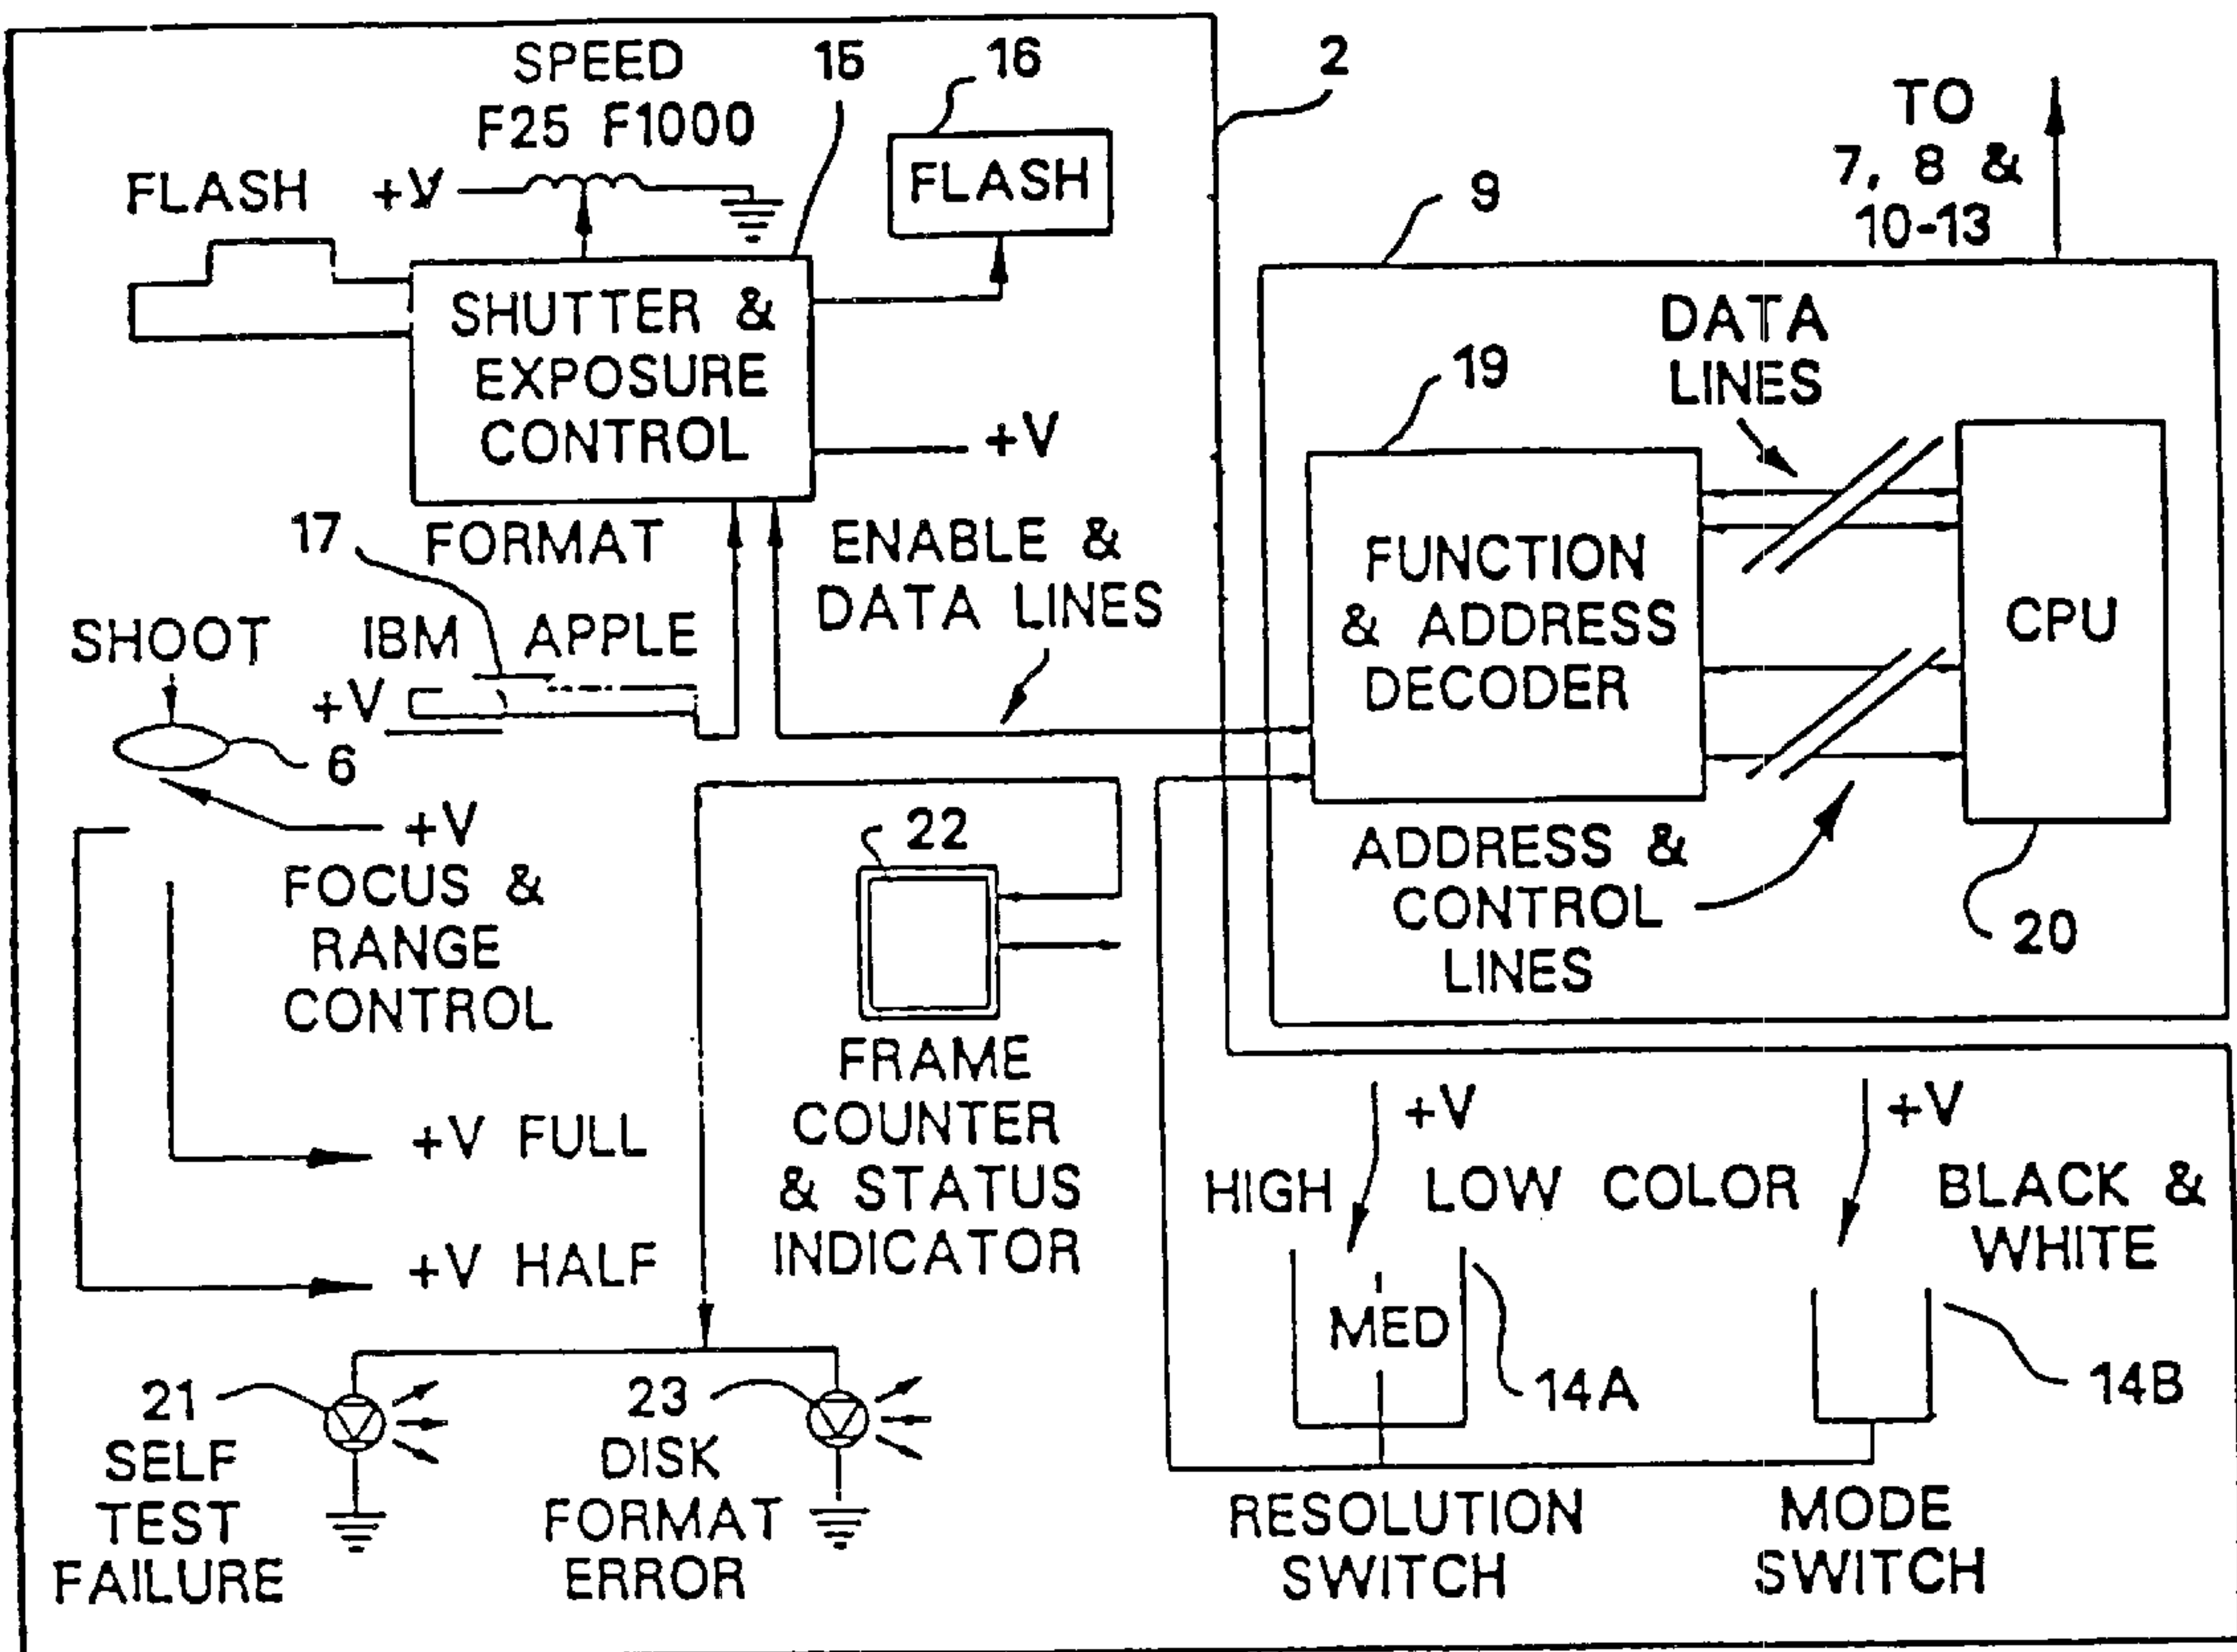 SPEED
F25 F1000
15
16
2
FLASH
+V
FLASH
SHUTTER &
EXPOSURE
CONTROL
+V
TO
7, 8 &
10-13
9
19
DATA
LINES
FUNCTION
& ADDRESS
DECODER
CPU
20
ADDRESS &
CONTROL
LINES
17
FORMAT
IBM APPLE
+V
ENABLE &
DATA LINES
SHOOT
6
+V
FOCUS &
RANGE
CONTROL
+V FULL
+V HALF
22
FRAME
COUNTER
& STATUS
INDICATOR
21
SELF
TEST
FAILURE
23
DISK
FORMAT
ERROR
+V
HIGH
LOW
MED
14A
RESOLUTION
SWITCH
+V
COLOR
BLACK &
WHITE
14B
MODE
SWITCH